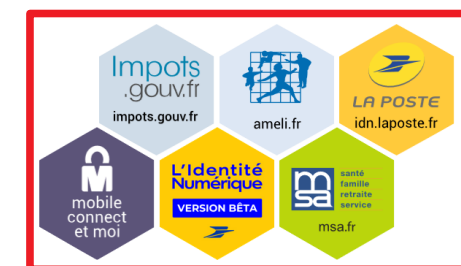 Impots
.gouv.fr
impots.gouv.fr
ameli.fr
LA POSTE
idn.laposte.fr
mobile
connect
et moi
L'Identité
Numérique
VERSION BÊTA
msa
santé
famille
retraite
service
msa.fr